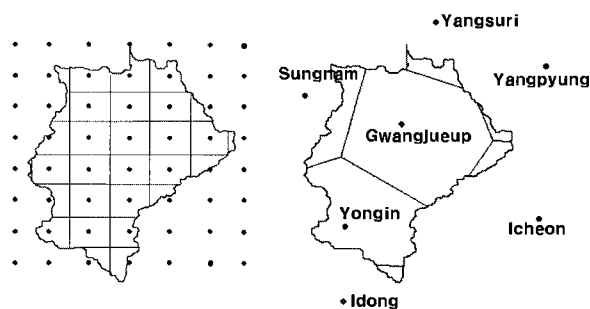 Yangsuri
Sungnam
Yangpyung
Gwangjueup
Yongin
Icheon
Idong